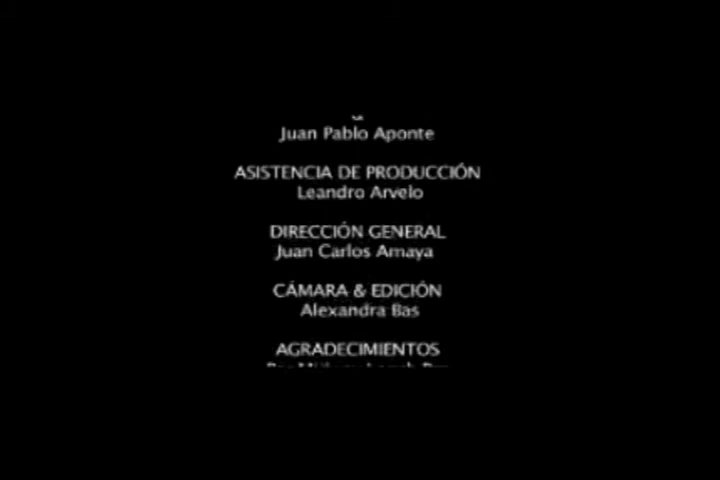 Juan Pablo Aponte
ASISTENCIA DE PRODUCCIÓN
Leandro Arvelo
DIRECCIÓN GENERAL
Juan Carlos Amaya
CÁMARA & EDICIÓN
Alexandra Bas
AGRADECIMIENTOS